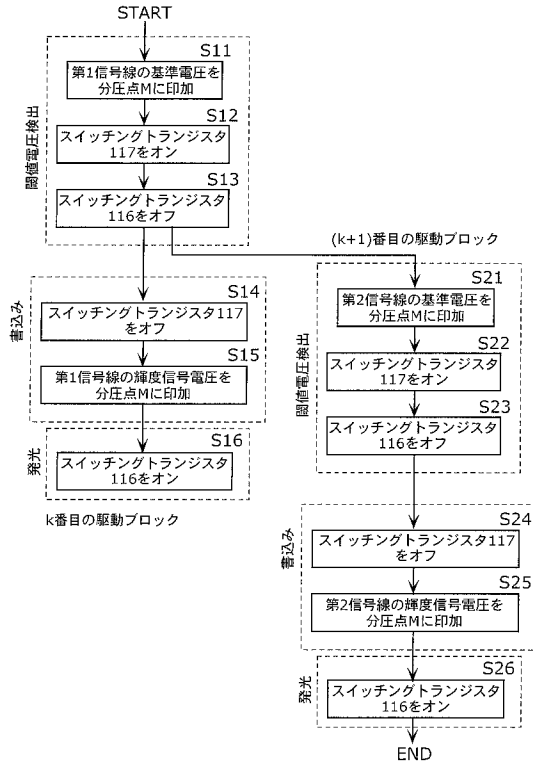 START
閾値電圧検出
S11
第1信号線の基準電圧を
分圧点Mに印加
S12
スイッチングトランジスタ
117をオン
S13
スイッチングトランジスタ
116をオフ
書込み
S14
スイッチングトランジスタ117
をオフ
S15
第1信号線の輝度信号電圧を
分圧点Mに印加
発光
S16
スイッチングトランジスタ
116をオン
k番目の駆動ブロック
(k+1)番目の駆動ブロック
閾値電圧検出
S21
第2信号線の基準電圧を
分圧点Mに印加
S22
スイッチングトランジスタ
117をオン
S23
スイッチングトランジスタ
116をオフ
書込み
S24
スイッチングトランジスタ117
をオフ
S25
第2信号線の輝度信号電圧を
分圧点Mに印加
発光
S26
スイッチングトランジスタ
116をオン
END